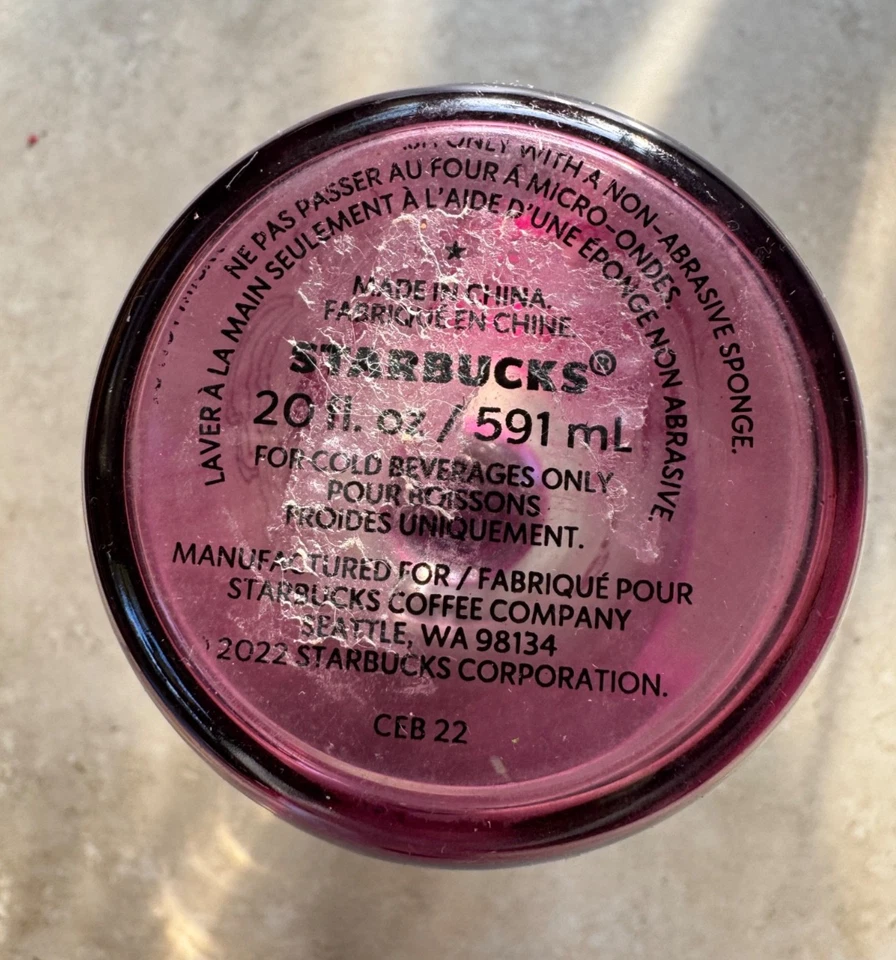 ONLY WITH A NON-ABRASIVE SPONGE.
NE PAS PASSER AU FOUR À MICRO-ONDES.
LAVER À LA MAIN SEULEMENT À L'AIDE D'UNE ÉPONGE NON ABRASIVE.
MADE IN CHINA.
FABRIQUÉ EN CHINE.
STARBUCKS®
20 fl. oz / 591 mL
FOR COLD BEVERAGES ONLY
POUR BOISSONS
FROIDES UNIQUEMENT.
MANUFACTURED FOR / FABRIQUÉ POUR
STARBUCKS COFFEE COMPANY
SEATTLE, WA 98134
2022 STARBUCKS CORPORATION.
CEB 22